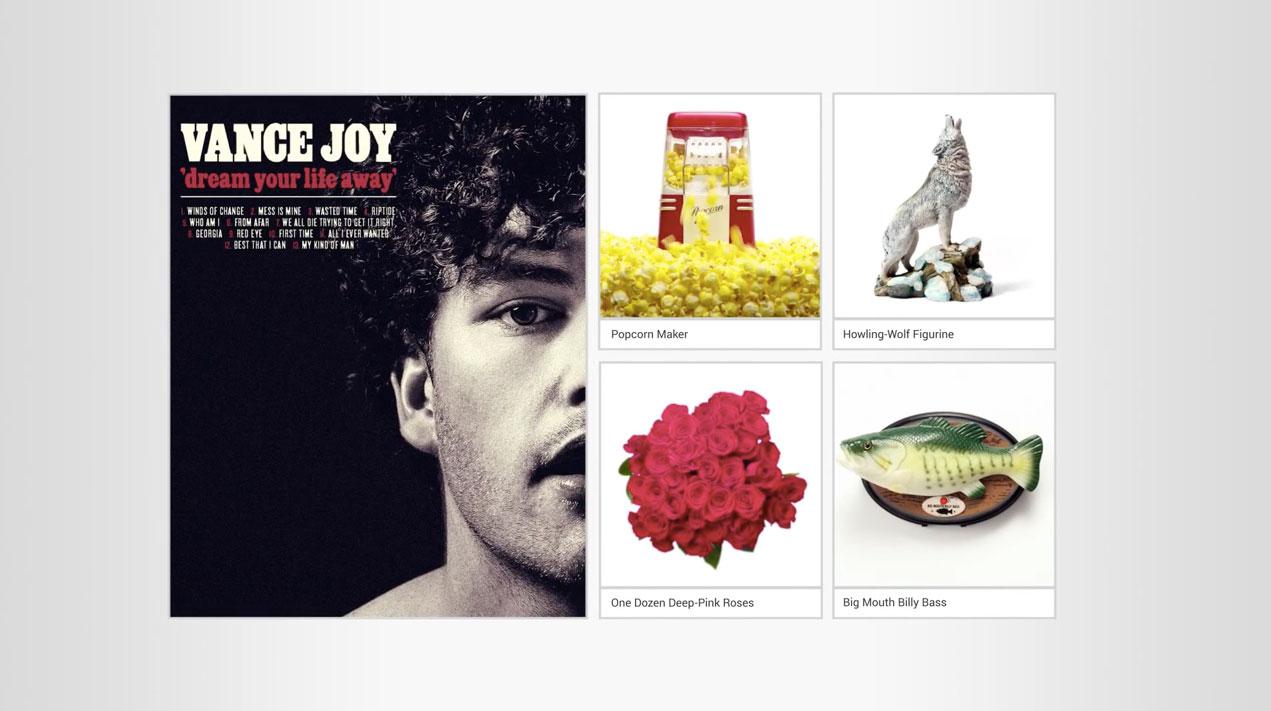 VANCE JOY
'dream your life away'
1. WINDS OF CHANGE 2. MESS IS MINE 3. WASTED TIME 4. RIPTIDE
5. WHO AM I 6. FROM AFAR 7. WE ALL DIE TRYING TO GET IT RIGHT
8. GEORGIA 9. RED EYE 10. FIRST TIME 11. ALL I EVER WANTED
12. BEST THAT I CAN 13. MY KIND OF MAN
Popcorn
Popcorn Maker
Howling-Wolf Figurine
BIG MOUTH BILLY BASS
One Dozen Deep-Pink Roses
Big Mouth Billy Bass